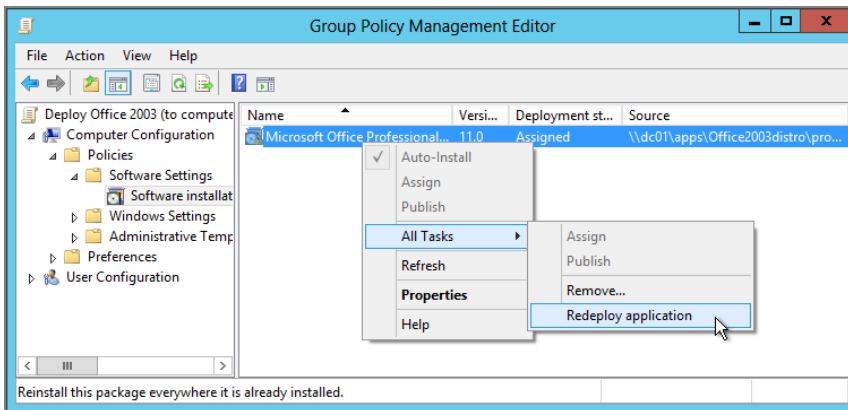 Group Policy Management Editor
File Action View Help
Deploy Office 2003 (to compute
Name Versi... Deployment st... Source
Computer Configuration
Microsoft Office Professional... 11.0 Assigned \\dc01\apps\Office2003distro\pro...
Policies
Auto-Install
Software Settings
Assign
Software installat
Publish
Windows Settings
All Tasks
Assign
Administrative Temp
Publish
Preferences
Refresh
User Configuration
Properties
Remove...
Help
Redeploy application
Reinstall this package everywhere it is already installed.